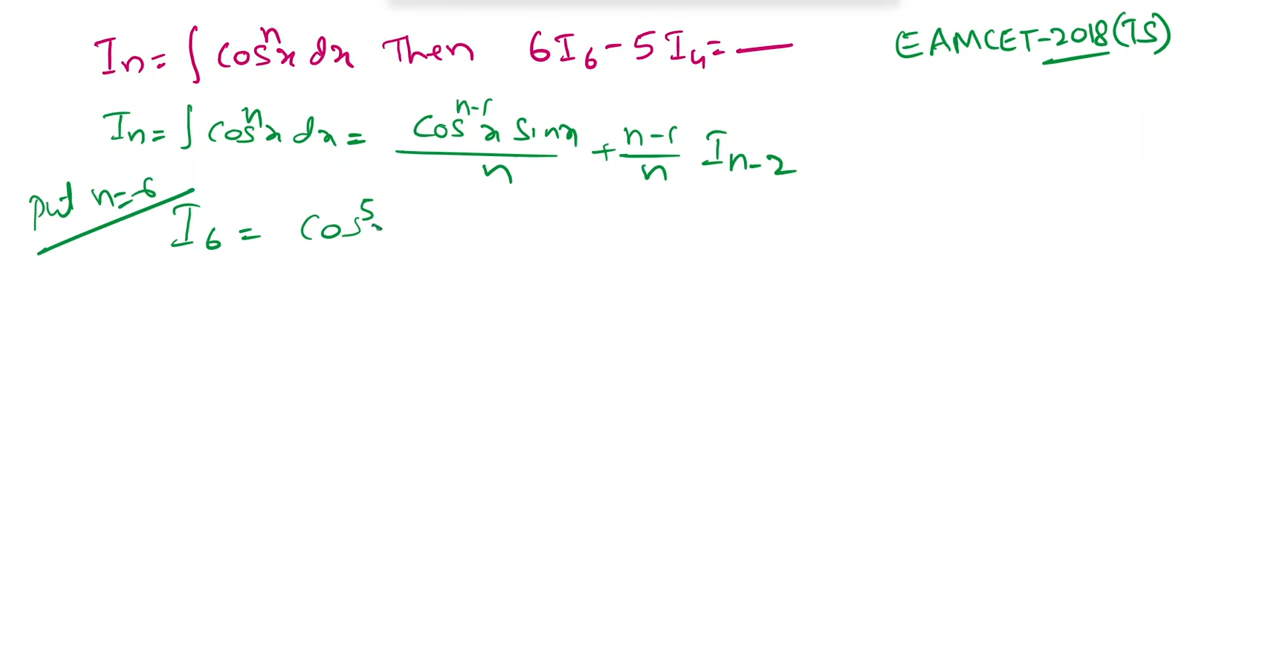 In = ∫ cosⁿx dx Then 6I₆ - 5I₄ = —
EAMCET-2018(TS)
In = ∫ cosⁿx dx = cosⁿ⁻¹x sinx / n + n-1 / n Iₙ₋₂
put n=6
I₆ = cos⁵